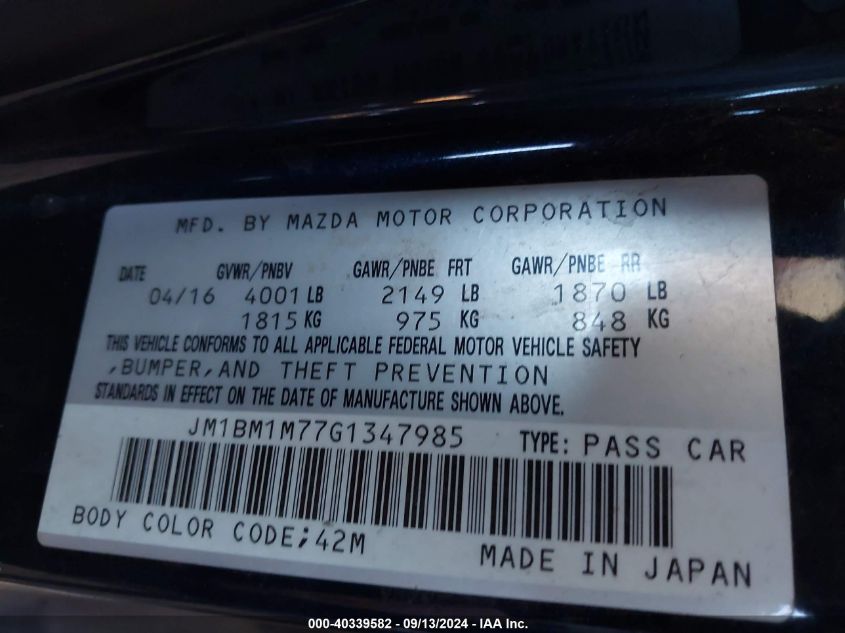 MFD. BY MAZDA MOTOR CORPORATION
DATE GVWR/PNBV GAWR/PNBE FRT GAWR/PNBE RR
04/16 4001 LB 2149 LB 1870 LB
1815 KG 975 KG 848 KG
THIS VEHICLE CONFORMS TO ALL APPLICABLE FEDERAL MOTOR VEHICLE SAFETY
,BUMPER,AND THEFT PREVENTION
STANDARDS IN EFFECT ON THE DATE OF MANUFACTURE SHOWN ABOVE.
JM1BM1M77G1347985 TYPE: PASS CAR
BODY COLOR CODE;42M
MADE IN JAPAN
000-40339582 - 09/13/2024 - IAA Inc.